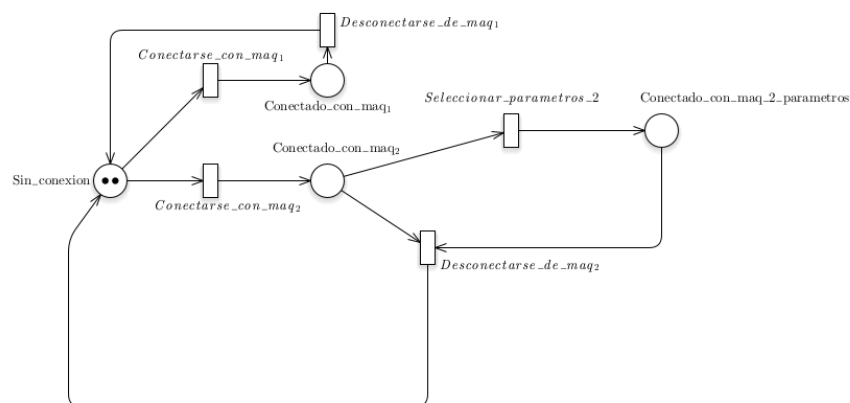 Desconectarse_de_maq₁
Conectarse_con_maq₁
Conectado_con_maq₁
Seleccionar_parametros_2
Conectado_con_maq_2_parametros
Conectado_con_maq₂
Sin_conexion
Conectarse_con_maq₂
Desconectarse_de_maq₂